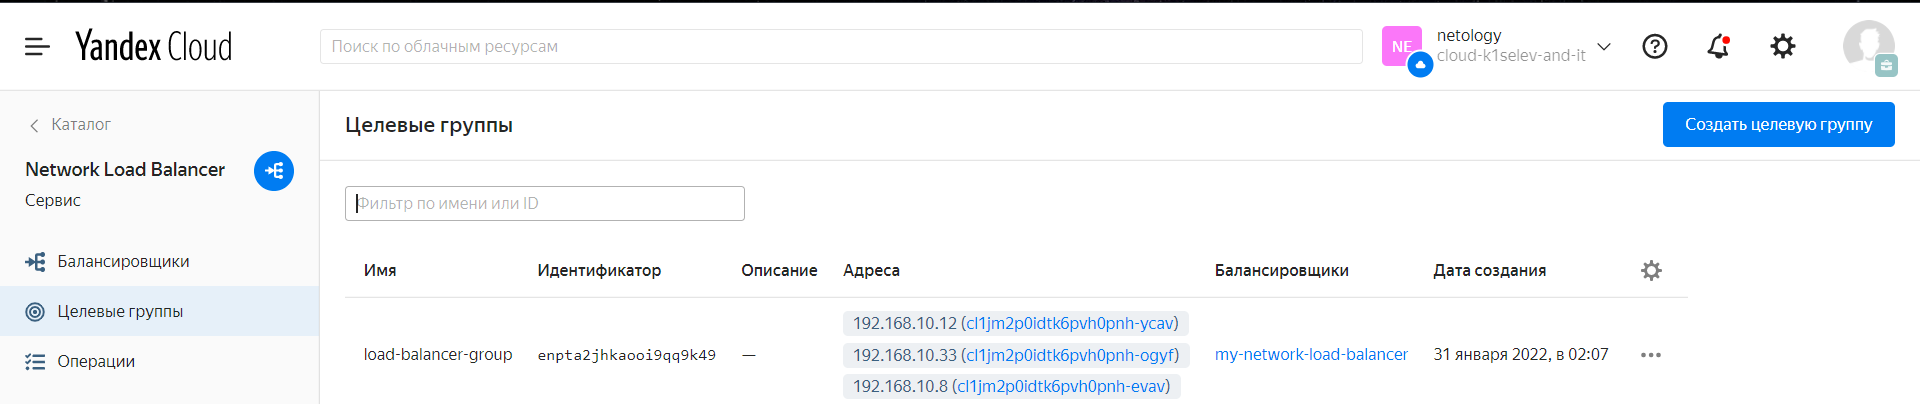 Yandex Cloud
Поиск по облачным ресурсам
NE
netology
cloud-k1selev-and-it
Каталог
Network Load Balancer
Сервис
Балансировщики
Целевые группы
Операции
Целевые группы
Создать целевую группу
Фильтр по имени или ID
Имя Идентификатор Описание Адреса Балансировщики Дата создания
192.168.10.12 (cl1jm2p0idtk6pvh0pnh-ycav)
load-balancer-group enpta2jhkaooi9qq9k49 — 192.168.10.33 (cl1jm2p0idtk6pvh0pnh-ogyf) my-network-load-balancer 31 января 2022, в 02:07
192.168.10.8 (cl1jm2p0idtk6pvh0pnh-evav)